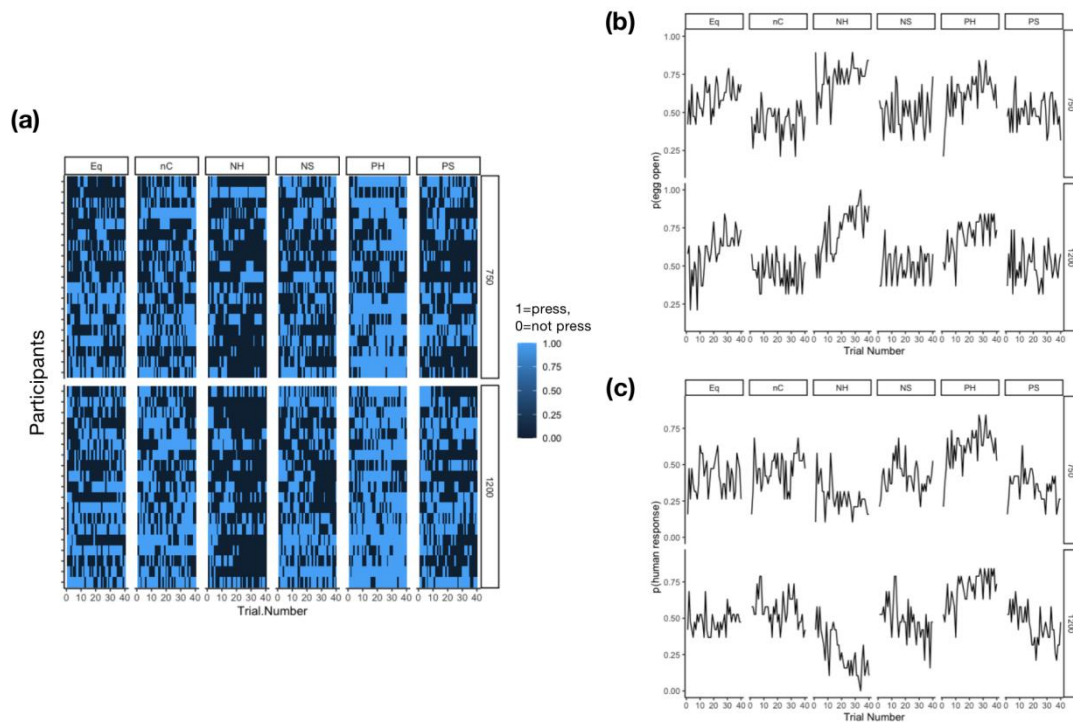 (a)
Eq nC NH NS PH PS
750
1200
Participants
0 10 20 30 40 0 10 20 30 40 0 10 20 30 40 0 10 20 30 40 0 10 20 30 40 0 10 20 30 40
Trial.Number
1=press,
0=not press
1.00
0.75
0.50
0.25
0.00
(b)
Eq nC NH NS PH PS
1.00
0.75
0.50
0.25
750
p(egg open)
1.00
0.75
0.50
0.25
1200
0 10 20 30 40 0 10 20 30 40 0 10 20 30 40 0 10 20 30 40 0 10 20 30 40 0 10 20 30 40
Trial Number
(c)
Eq nC NH NS PH PS
0.75
0.50
0.25
0.00
750
p(human response)
0.75
0.50
0.25
0.00
1200
0 10 20 30 40 0 10 20 30 40 0 10 20 30 40 0 10 20 30 40 0 10 20 30 40 0 10 20 30 40
Trial Number